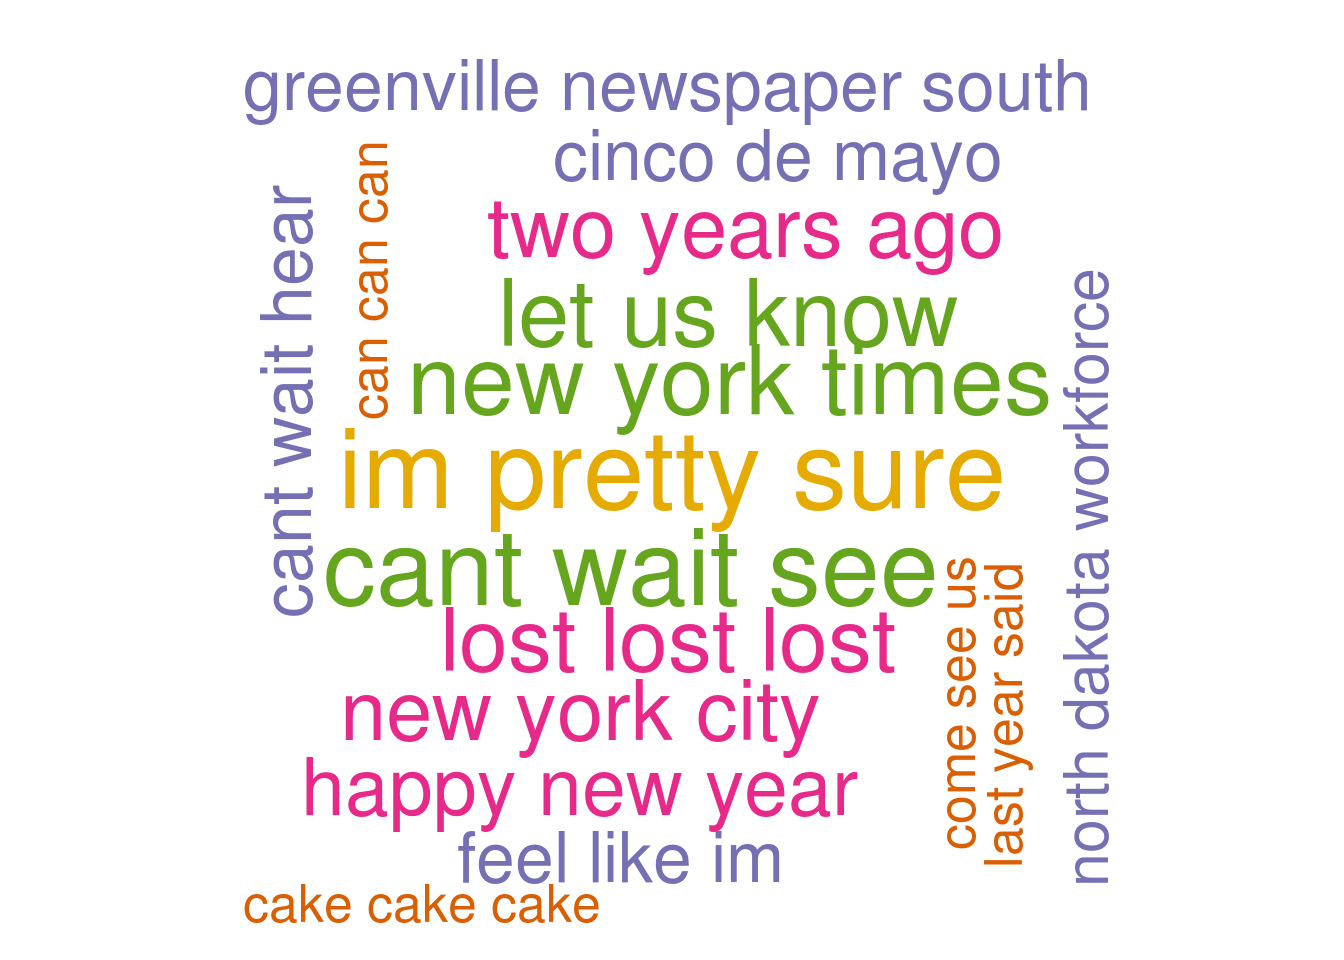 greenville newspaper south
cinco de mayo
can can can
cant wait hear
two years ago
let us know
new york times
north dakota workforce
im pretty sure
cant wait see
come see us
last year said
lost lost lost
new york city
happy new year
feel like im
cake cake cake